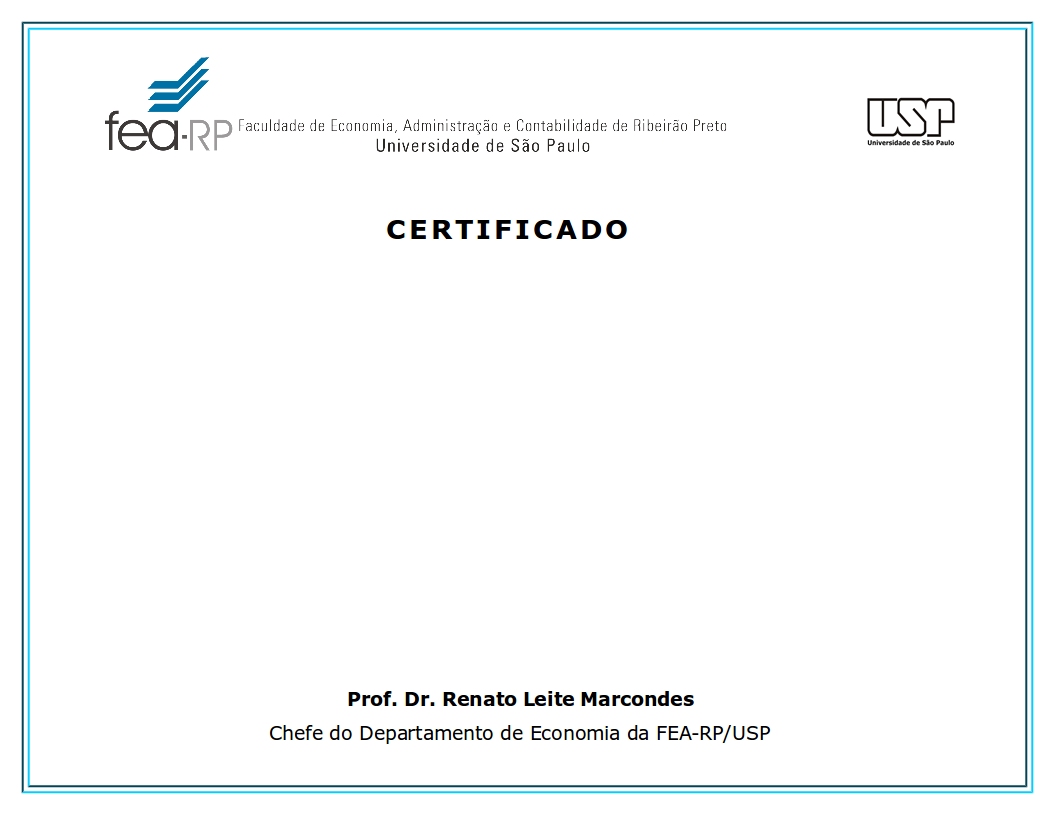 fea-RP Faculdade de Economia, Administração e Contabilidade de Ribeirão Preto
Universidade de São Paulo
USP
Universidade de São Paulo
CERTIFICADO
Prof. Dr. Renato Leite Marcondes
Chefe do Departamento de Economia da FEA-RP/USP